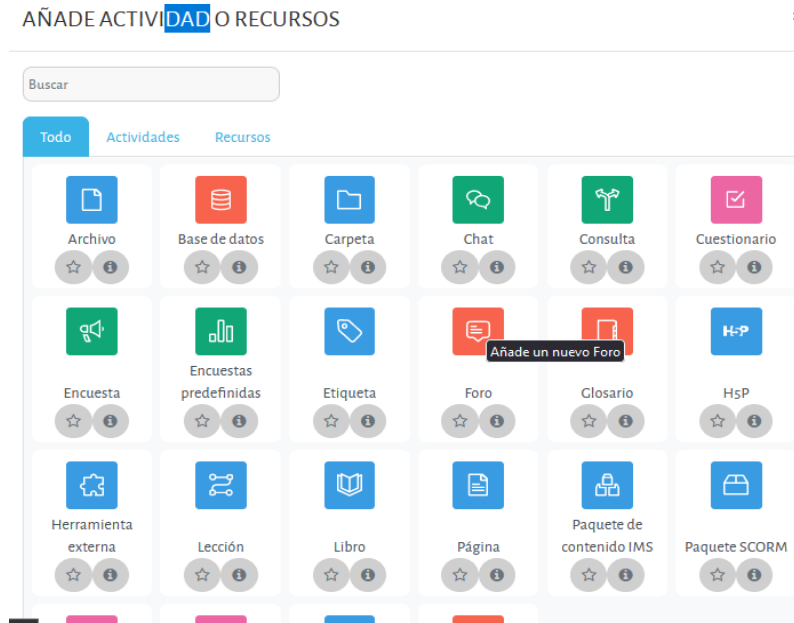 AÑADE ACTIVIDAD O RECURSOS
Buscar
Todo Actividades Recursos
Archivo Base de datos Carpeta Chat Consulta Cuestionario
Añade un nuevo Foro
Encuesta Encuestas predefinidas Etiqueta Foro Glosario H5P
H-5P
Herramienta externa Lección Libro Página Paquete de contenido IMS Paquete SCORM